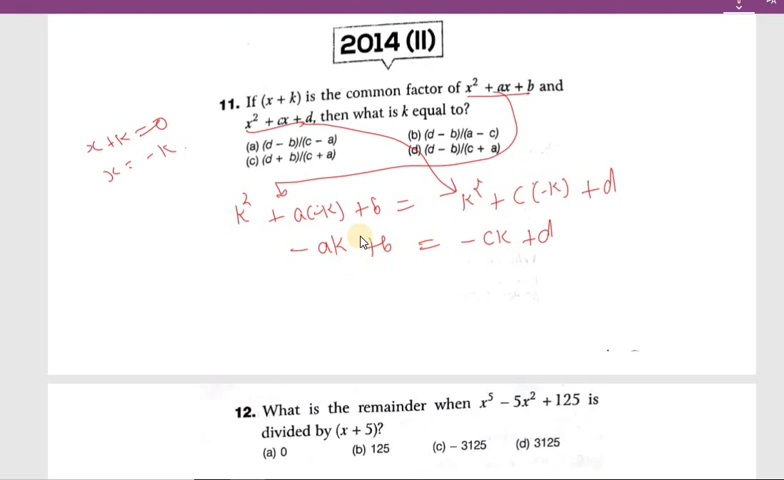 2014 (II)
11. If (x + k) is the common factor of x² + ax + b and
x² + cx + d, then what is k equal to?
(a) (d − b)/(c − a) (b) (d − b)/(a − c)
(c) (d + b)/(c + a) (d) (d − b)/(c + a)
x + k = 0
x = -k.
k² + a(-k) + b = k² + c(-k) + d
- ak + b = - ck + d
12. What is the remainder when x⁵ − 5x² + 125 is
divided by (x + 5)?
(a) 0 (b) 125 (c) − 3125 (d) 3125